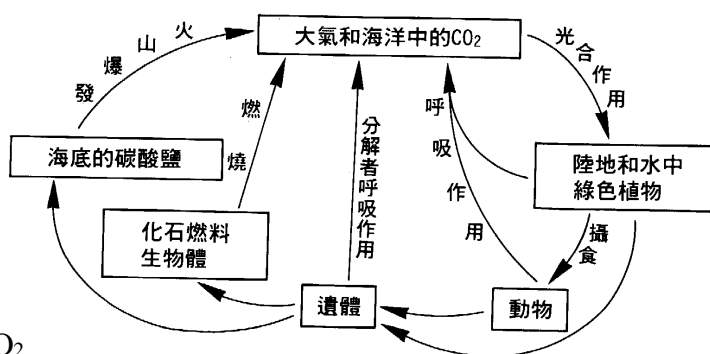 大氣和海洋中的CO₂
火山爆發
光合作用
燃燒
分解者呼吸作用
呼吸作用
海底的碳酸鹽
陸地和水中
綠色植物
化石燃料
生物體
攝食
遺體
動物
O₂